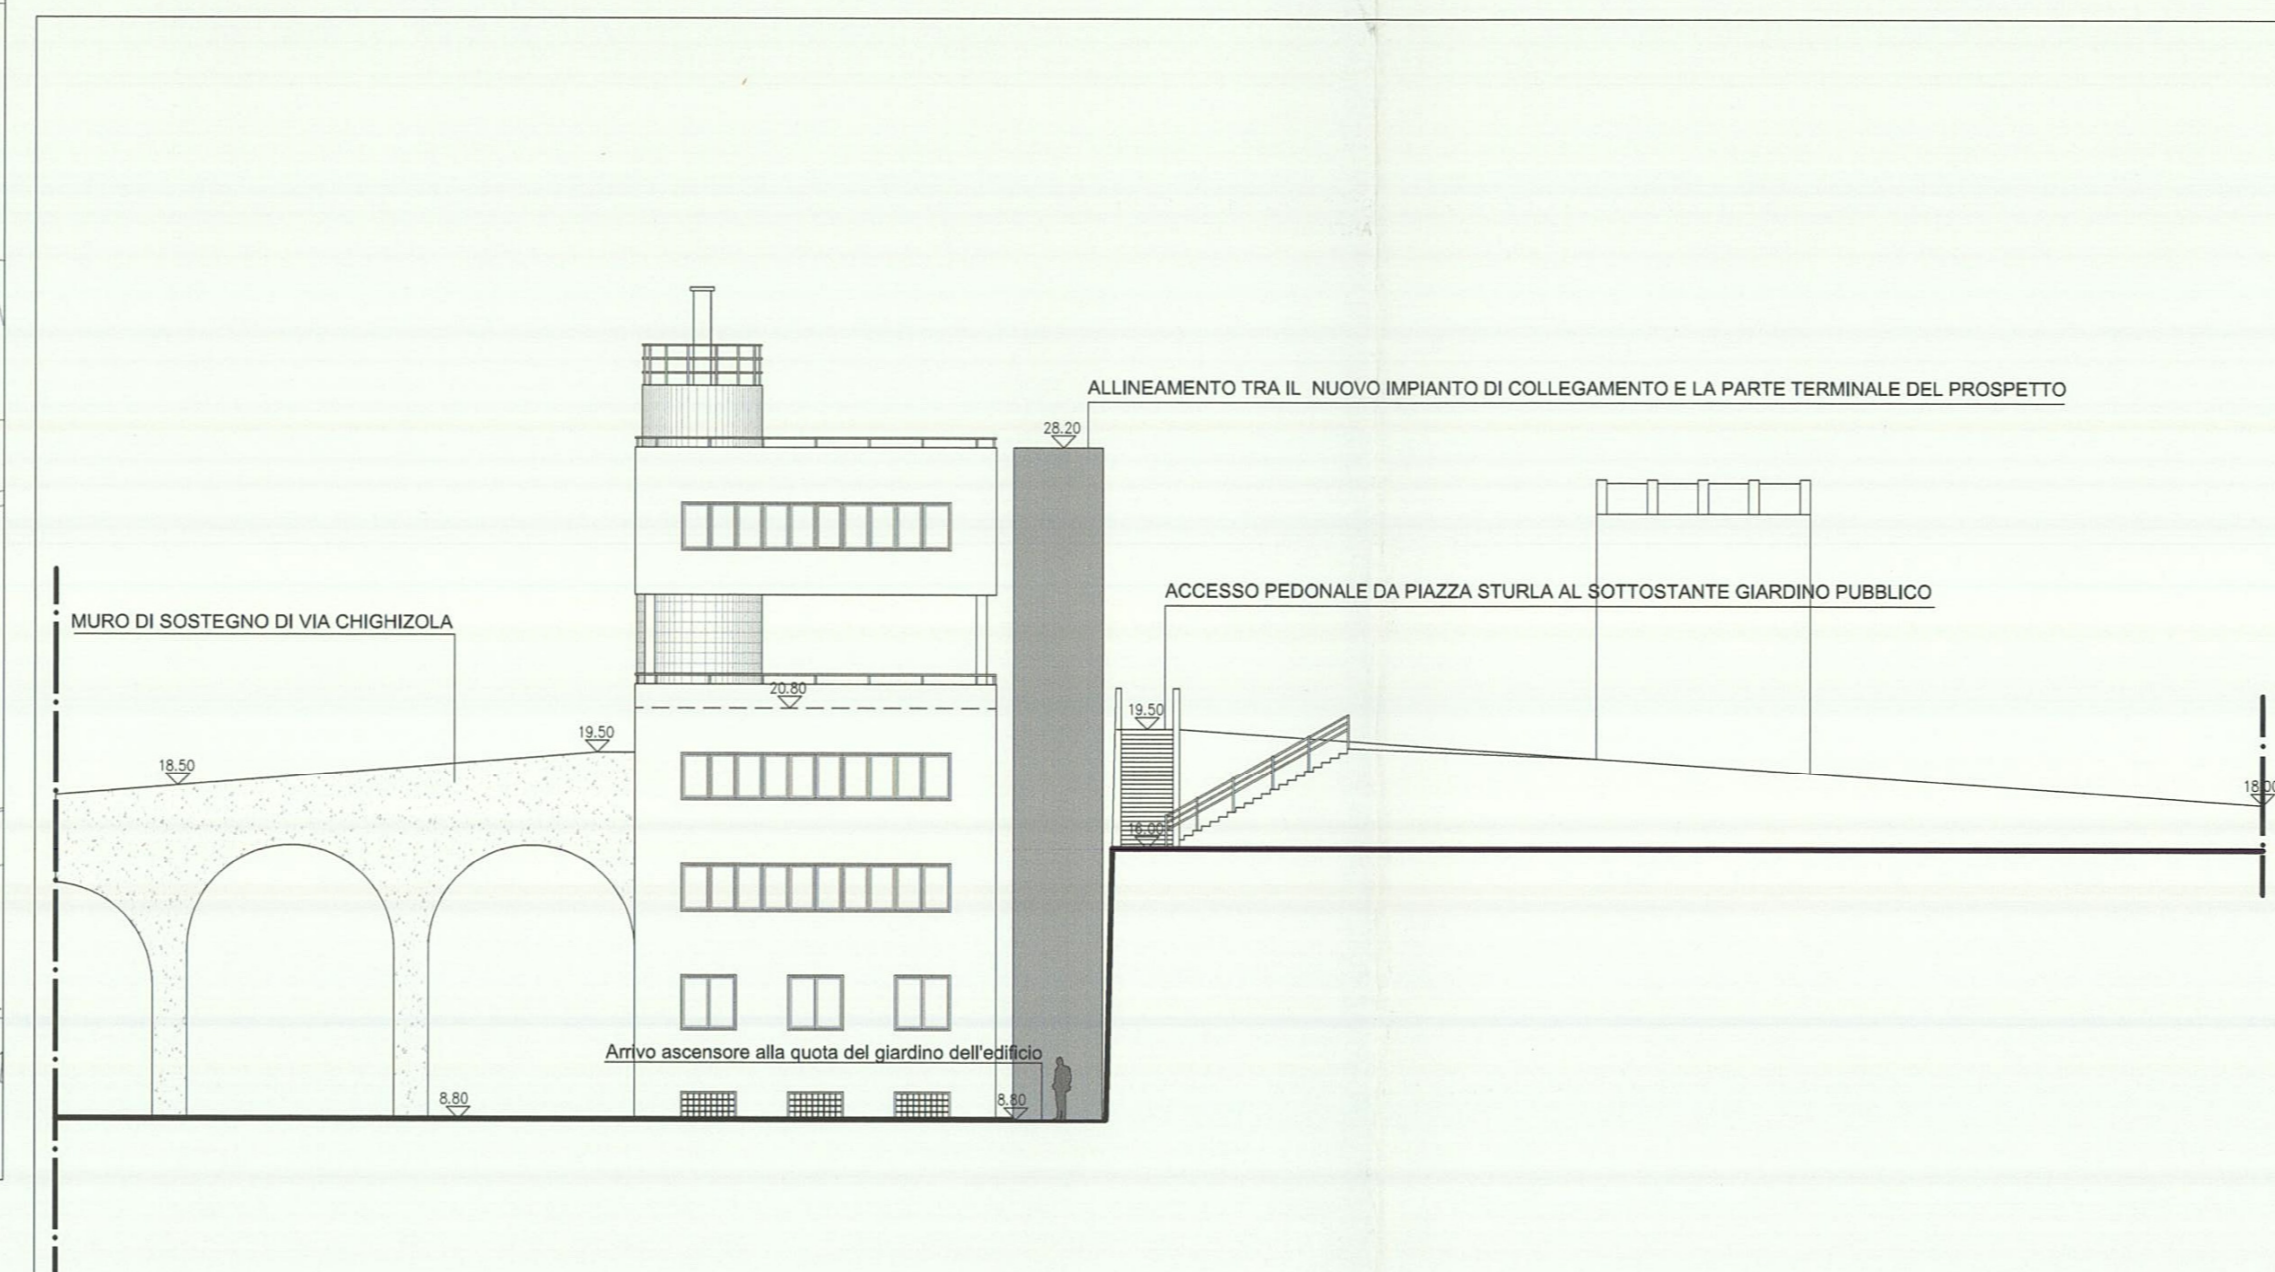 ALLINEAMENTO TRA IL NUOVO IMPIANTO DI COLLEGAMENTO E LA PARTE TERMINALE DEL PROSPETTO
28.20
ACCESSO PEDONALE DA PIAZZA STURLA AL SOTTOSTANTE GIARDINO PUBBLICO
MURO DI SOSTEGNO DI VIA CHIGHIZOLA
20.80
19.50
19.50
18.50
18.00
16.00
Arrivo ascensore alla quota del giardino dell'edificio
8.80
8.80